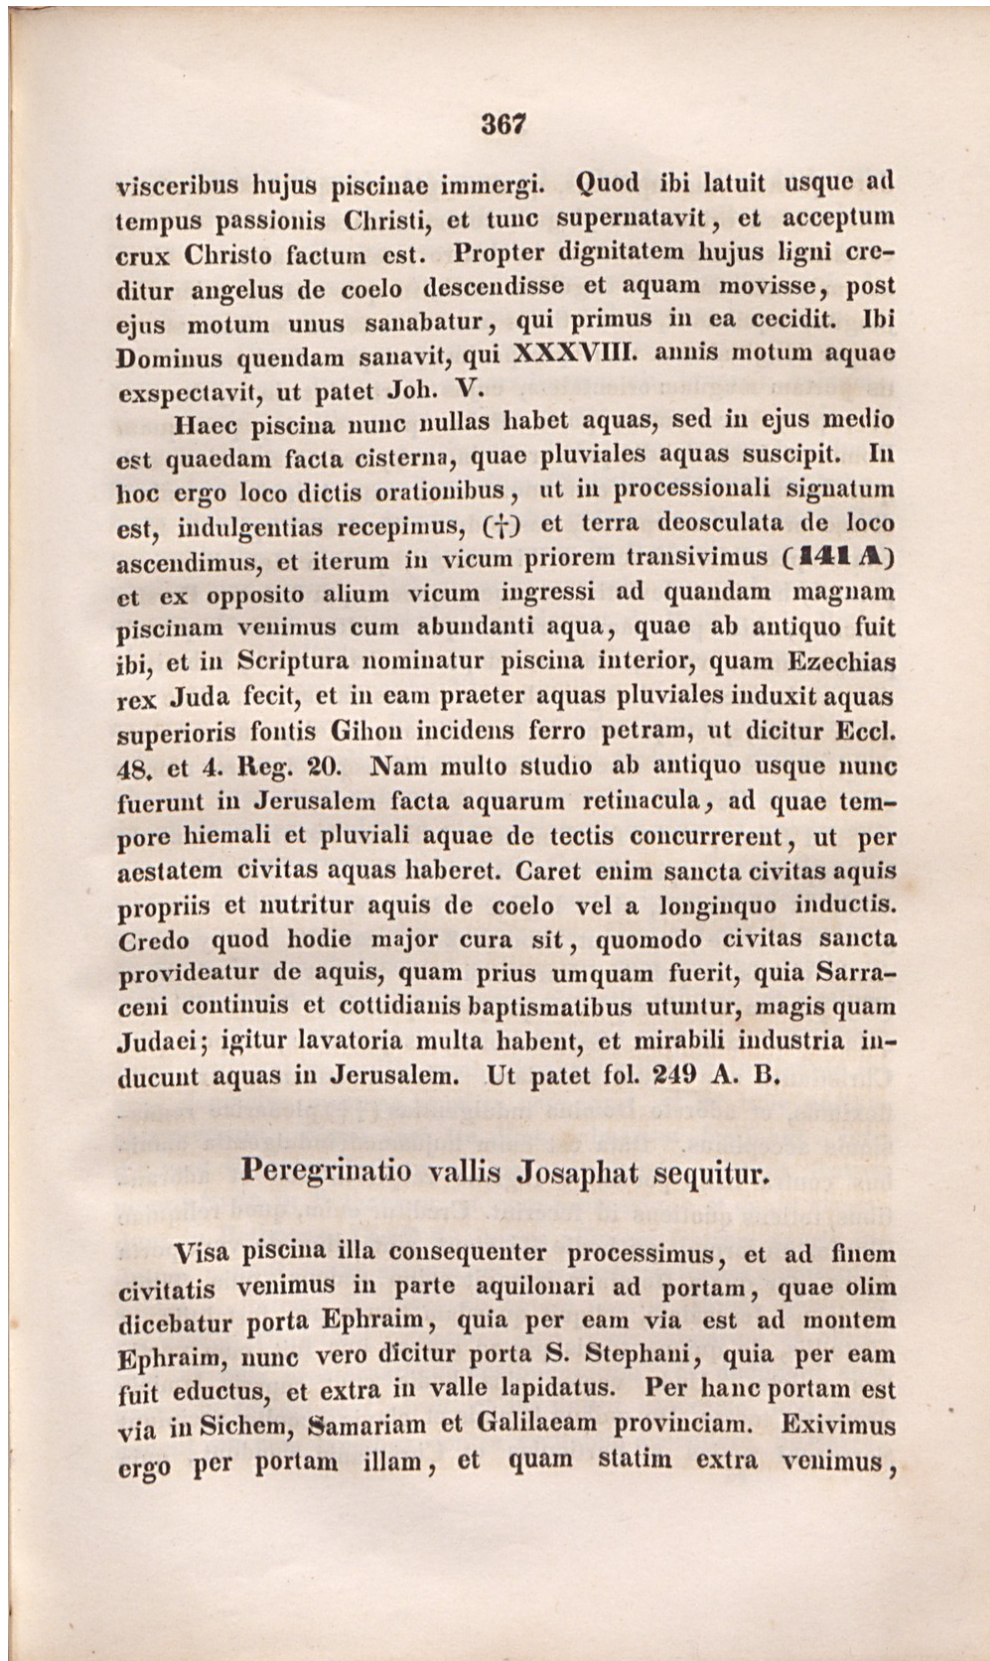 367
visceribus hujus piscinae immergi. Quod ibi latuit usque ad
tempus passionis Christi, et tunc supernatavit, et acceptum
crux Christo factum est. Propter dignitatem hujus ligni cre-
ditur angelus de coelo descendisse et aquam movisse, post
ejus motum unus sanabatur, qui primus in ea cecidit. Ibi
Dominus quendam sanavit, qui XXXVIII. annis motum aquae
exspectavit, ut patet Joh. V.
Haec piscina nunc nullas habet aquas, sed in ejus medio
est quaedam facta cisterna, quae pluviales aquas suscipit. In
hoc ergo loco dictis orationibus, ut in processionali signatum
est, indulgentias recepimus, (†) et terra deosculata de loco
ascendimus, et iterum in vicum priorem transivimus (141 A)
et ex opposito alium vicum ingressi ad quandam magnam
piscinam venimus cum abundanti aqua, quae ab antiquo fuit
ibi, et in Scriptura nominatur piscina interior, quam Ezechias
rex Juda fecit, et in eam praeter aquas pluviales induxit aquas
superioris fontis Gihon incidens ferro petram, ut dicitur Eccl.
48. et 4. Reg. 20. Nam multo studio ab antiquo usque nunc
fuerunt in Jerusalem facta aquarum retinacula, ad quae tem-
pore hiemali et pluviali aquae de tectis concurrerent, ut per
aestatem civitas aquas haberet. Caret enim sancta civitas aquis
propriis et nutritur aquis de coelo vel a longinquo inductis.
Credo quod hodie major cura sit, quomodo civitas sancta
provideatur de aquis, quam prius umquam fuerit, quia Sarra-
ceni continuis et cottidianis baptismatibus utuntur, magis quam
Judaei; igitur lavatoria multa habent, et mirabili industria in-
ducunt aquas in Jerusalem. Ut patet fol. 249 A. B.
Peregrinatio vallis Josaphat sequitur.
Visa piscina illa consequenter processimus, et ad finem
civitatis venimus in parte aquilonari ad portam, quae olim
dicebatur porta Ephraim, quia per eam via est ad montem
Ephraim, nunc vero dicitur porta S. Stephani, quia per eam
fuit eductus, et extra in valle lapidatus. Per hanc portam est
via in Sichem, Samariam et Galilaeam provinciam. Exivimus
ergo per portam illam, et quam statim extra venimus,